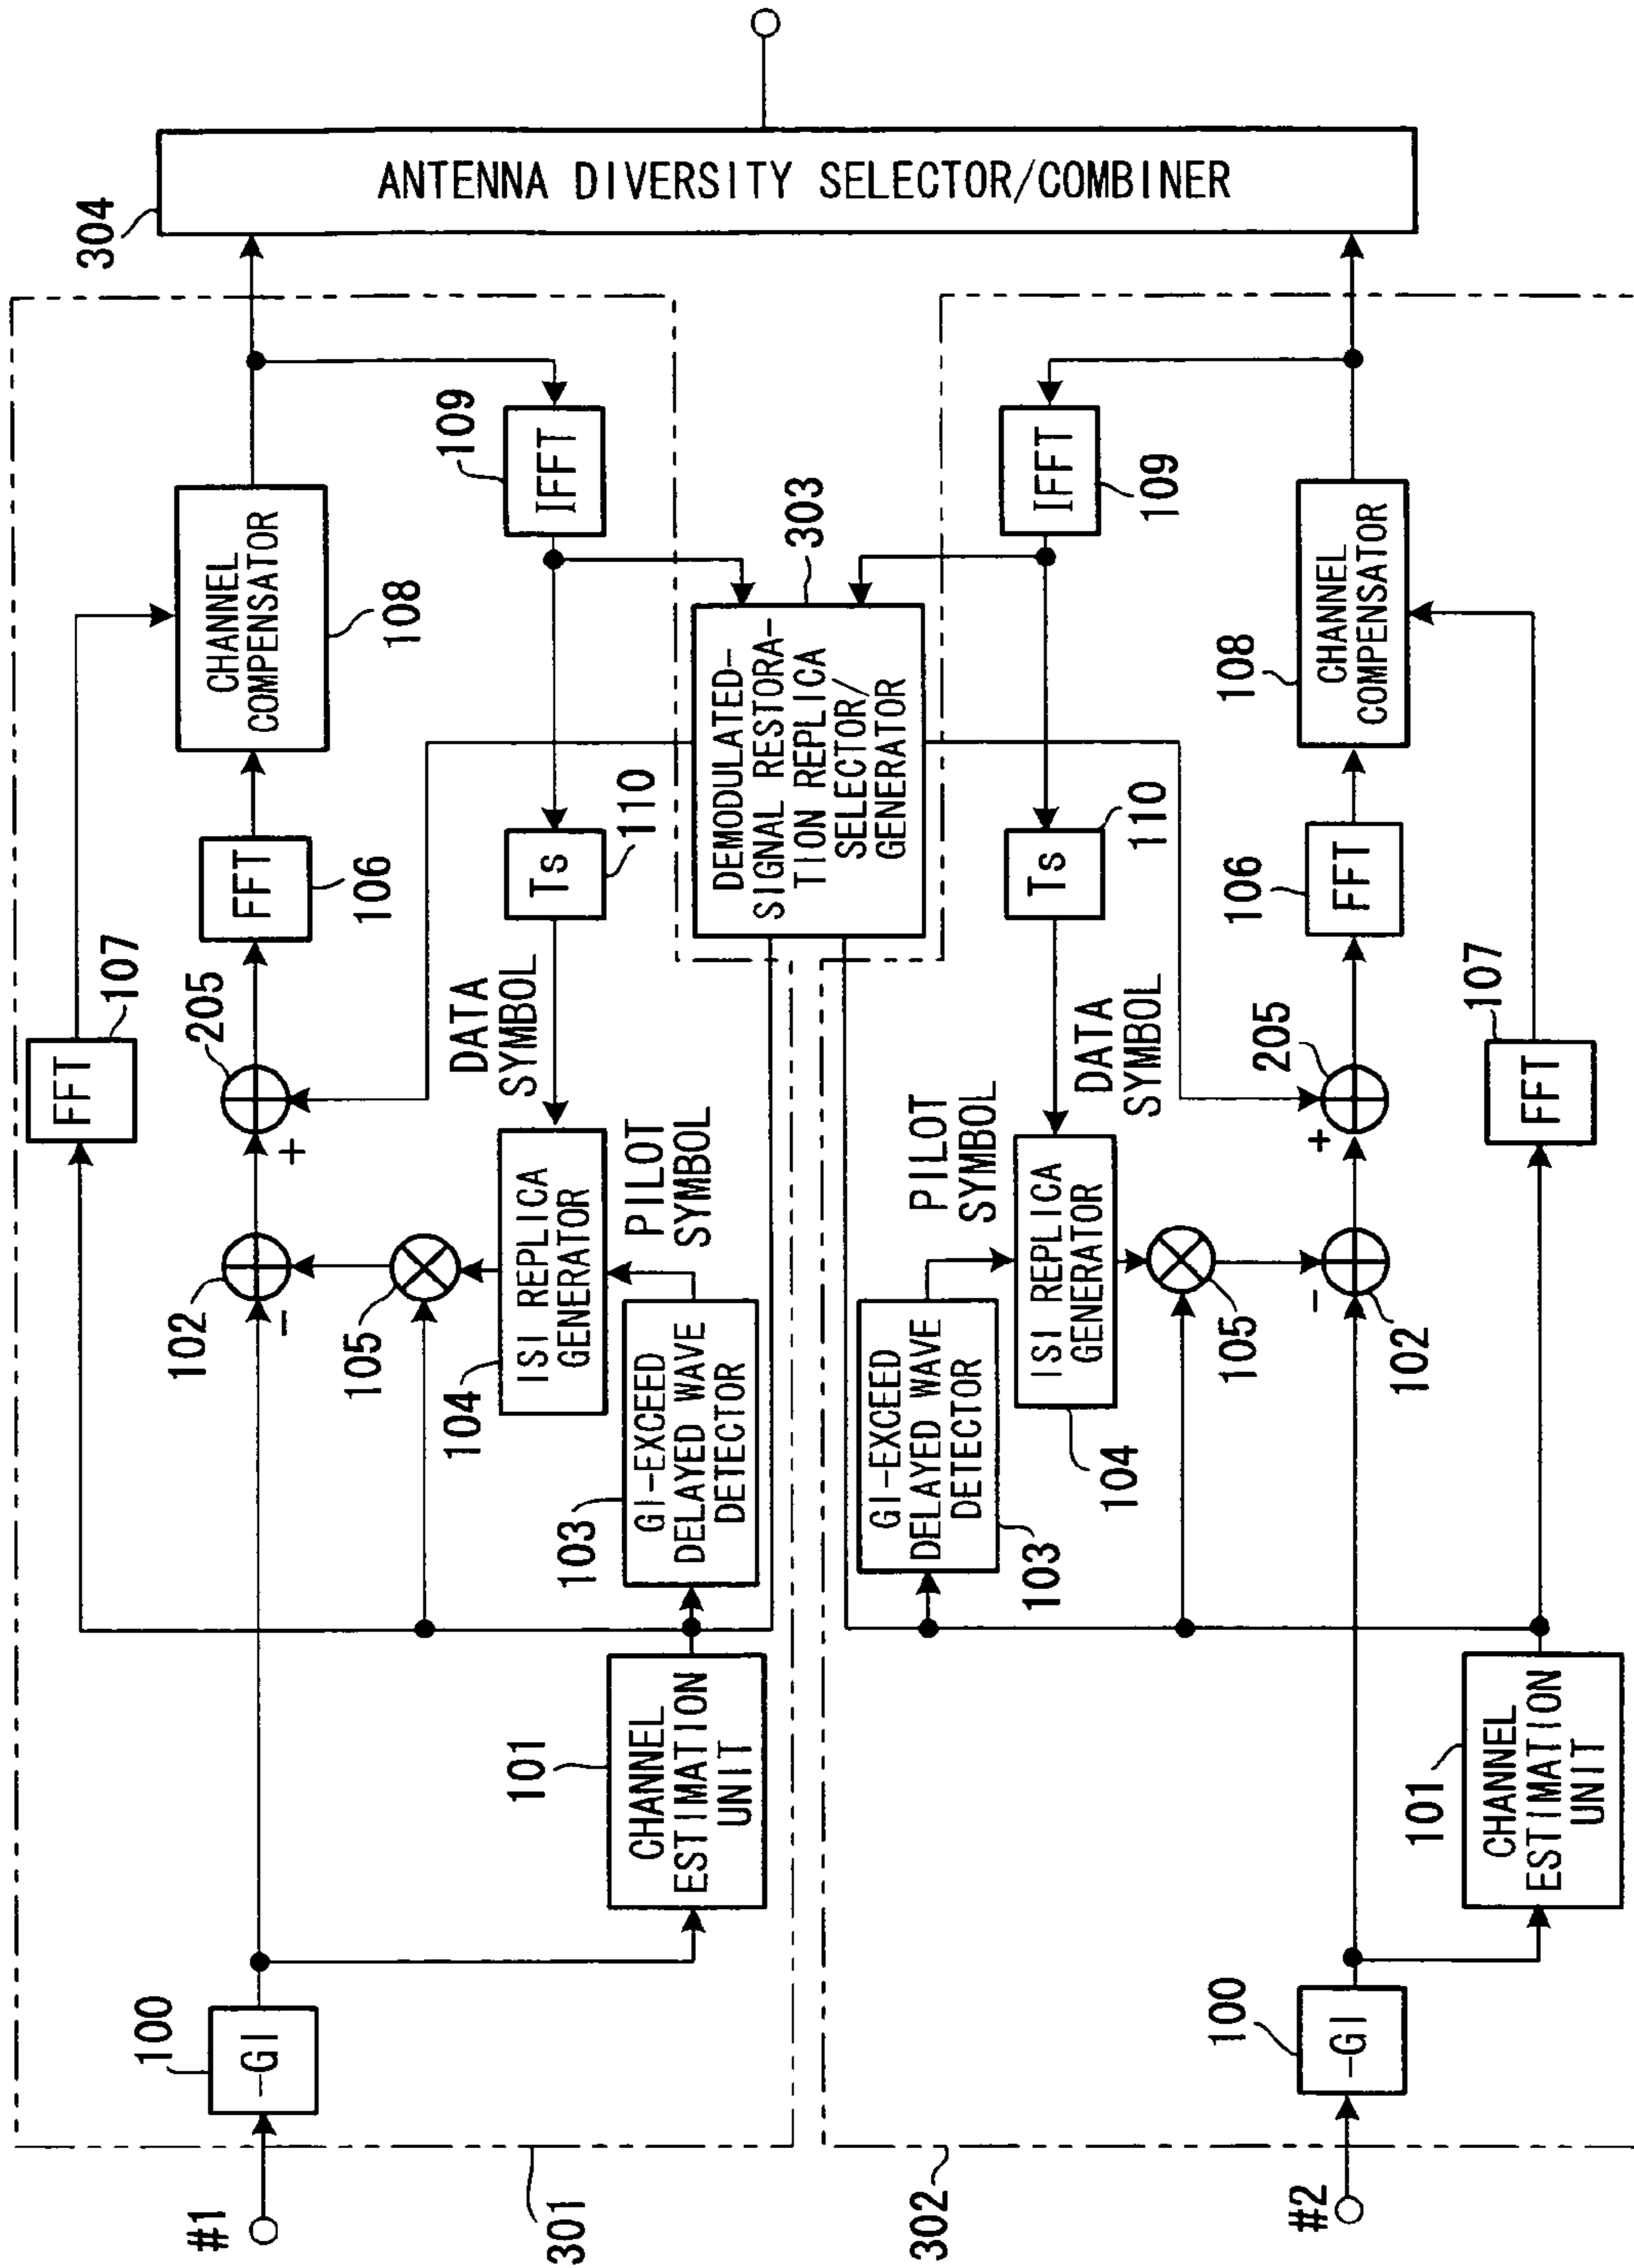 #1
301
100
-GI
102
-
105
104
ISI REPLICA
GENERATOR
103
GI-EXCEED
DELAYED WAVE
DETECTOR
101
CHANNEL
ESTIMATION
UNIT
PILOT
SYMBOL
DATA
SYMBOL
+
205
FFT
107
FFT
106
Ts
110
CHANNEL
COMPENSATOR
108
IFFT
109
304
ANTENNA DIVERSITY SELECTOR/COMBINER
303
DEMODULATED-
SIGNAL RESTORA-
TION REPLICA
SELECTOR/
GENERATOR
#2
302
100
-GI
101
CHANNEL
ESTIMATION
UNIT
GI-EXCEED
DELAYED WAVE
DETECTOR
103
PILOT
SYMBOL
ISI REPLICA
GENERATOR
104
105
-
102
DATA
SYMBOL
+
205
FFT
107
Ts
110
106
FFT
108
CHANNEL
COMPENSATOR
IFFT
109